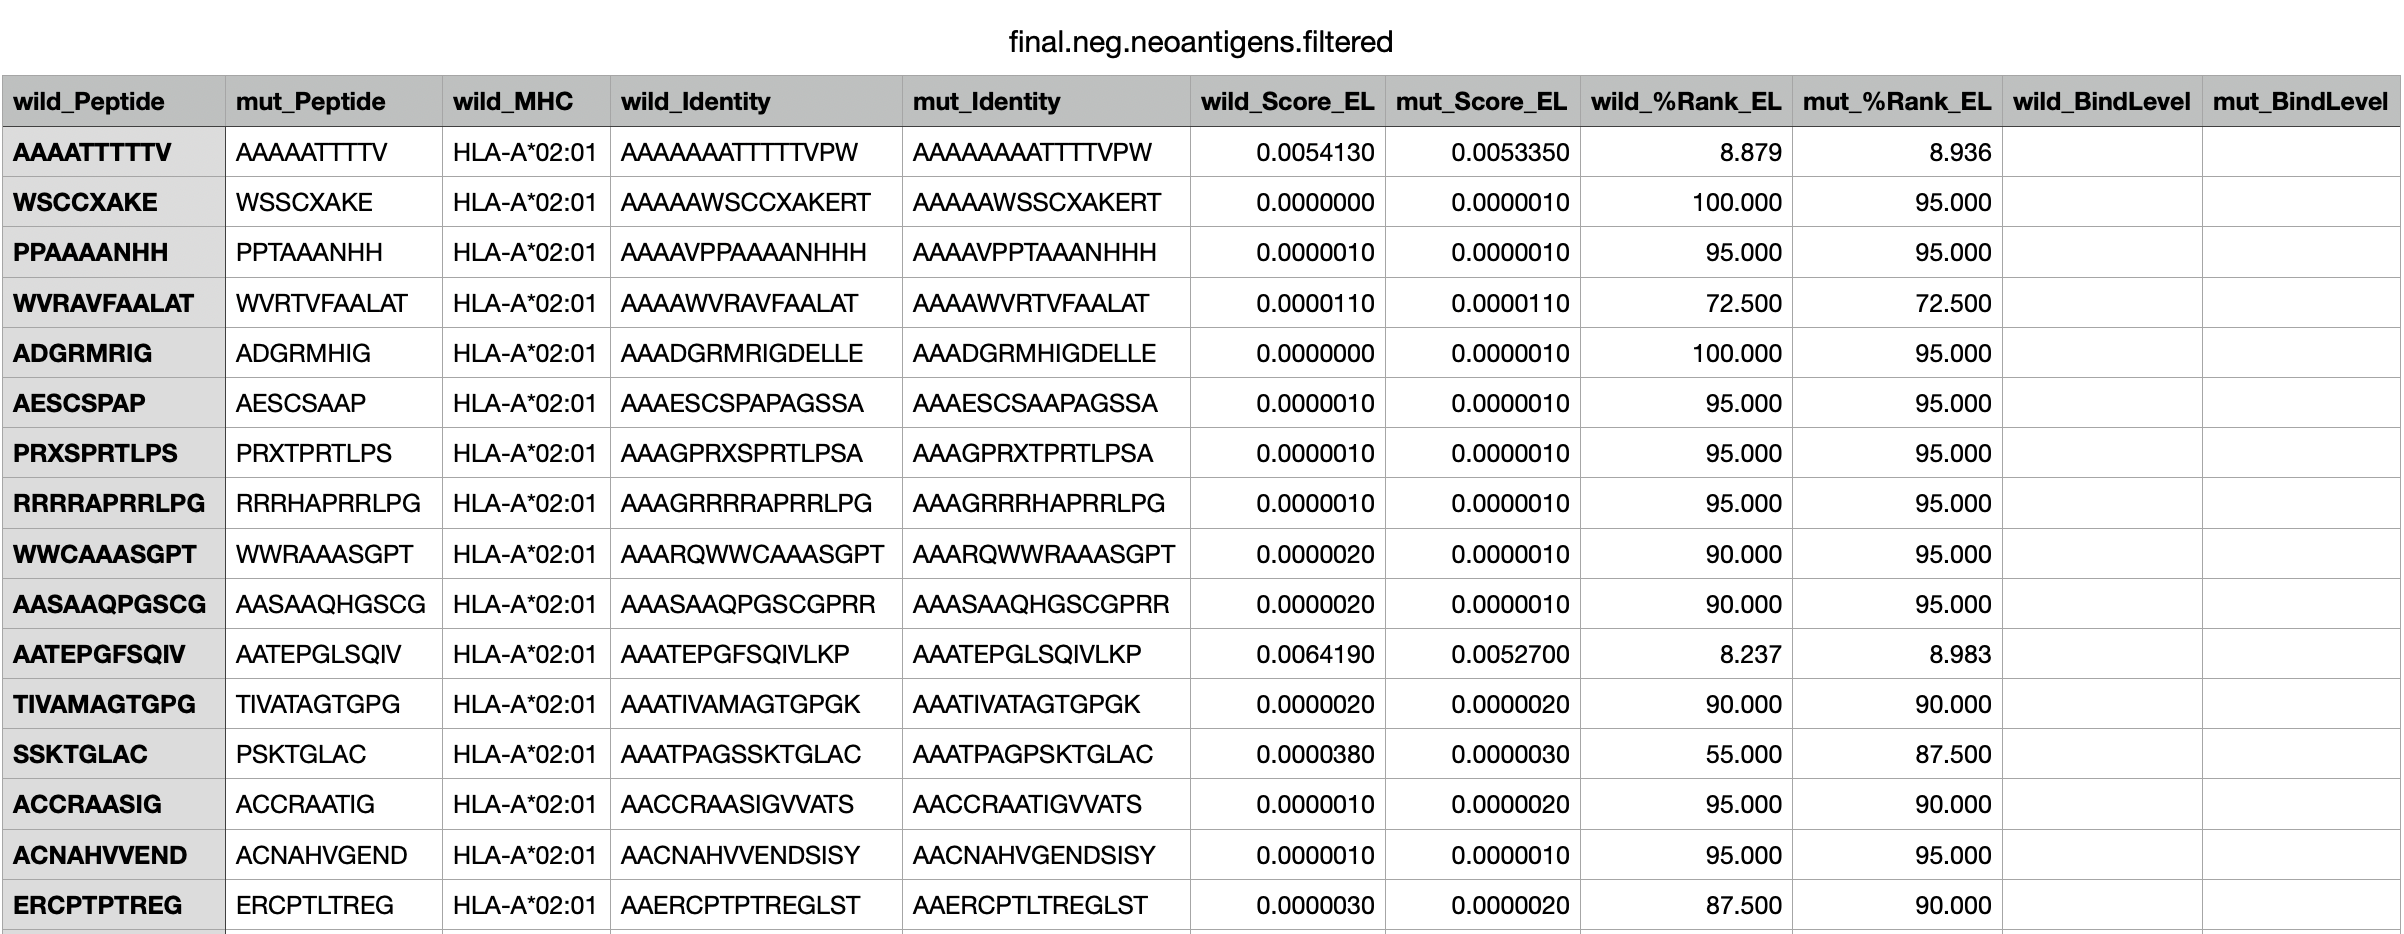 final.neg.neoantigens.filtered
wild_Peptide mut_Peptide wild_MHC wild_Identity mut_Identity wild_Score_EL mut_Score_EL wild_%Rank_EL mut_%Rank_EL wild_BindLevel mut_BindLevel
AAAATTTTTV AAAAATTTTV HLA-A*02:01 AAAAAAATTTTTVPW AAAAAAAATTTTVPW 0.0054130 0.0053350 8.879 8.936
WSCCXAKE WSSCXAKE HLA-A*02:01 AAAAAWSCCXAKERT AAAAAWSSCXAKERT 0.0000000 0.0000010 100.000 95.000
PPAAAANHH PPTAAANHH HLA-A*02:01 AAAAVPPAAAANHHH AAAAVPPTAAANHHH 0.0000010 0.0000010 95.000 95.000
WVRAVFAALAT WVRTVFAALAT HLA-A*02:01 AAAAWVRAVFAALAT AAAAWVRTVFAALAT 0.0000110 0.0000110 72.500 72.500
ADGRMRIG ADGRMHIG HLA-A*02:01 AAADGRMRIGDELLE AAADGRMHIGDELLE 0.0000000 0.0000010 100.000 95.000
AESCSPAP AESCSAAP HLA-A*02:01 AAAESCSPAPAGSSA AAAESCSAAPAGSSA 0.0000010 0.0000010 95.000 95.000
PRXSPRTLPS PRXTPRTLPS HLA-A*02:01 AAAGPRXSPRTLPSA AAAGPRXTPRTLPSA 0.0000010 0.0000010 95.000 95.000
RRRRAPRRLPG RRRHAPRRLPG HLA-A*02:01 AAAGRRRRAPRRLPG AAAGRRRHAPRRLPG 0.0000010 0.0000010 95.000 95.000
WWCAAASGPT WWRAAASGPT HLA-A*02:01 AAARQWWCAAASGPT AAARQWWRAAASGPT 0.0000020 0.0000010 90.000 95.000
AASAAQPGSCG AASAAQHGSCG HLA-A*02:01 AAASAAQPGSCGPRR AAASAAQHGSCGPRR 0.0000020 0.0000010 90.000 95.000
AATEPGFSQIV AATEPGLSQIV HLA-A*02:01 AAATEPGFSQIVLKP AAATEPGLSQIVLKP 0.0064190 0.0052700 8.237 8.983
TIVAMAGTGPG TIVATAGTGPG HLA-A*02:01 AAATIVAMAGTGPGK AAATIVATAGTGPGK 0.0000020 0.0000020 90.000 90.000
SSKTGLAC PSKTGLAC HLA-A*02:01 AAATPAGSSKTGLAC AAATPAGPSKTGLAC 0.0000380 0.0000030 55.000 87.500
ACCRAASIG ACCRAATIG HLA-A*02:01 AACCRAASIGVVATS AACCRAATIGVVATS 0.0000010 0.0000020 95.000 90.000
ACNAHVVEND ACNAHVGEND HLA-A*02:01 AACNAHVVENDSISY AACNAHVGENDSISY 0.0000010 0.0000010 95.000 95.000
ERCPTPTREG ERCPTLTREG HLA-A*02:01 AAERCPTPTREGLST AAERCPTLTREGLST 0.0000030 0.0000020 87.500 90.000